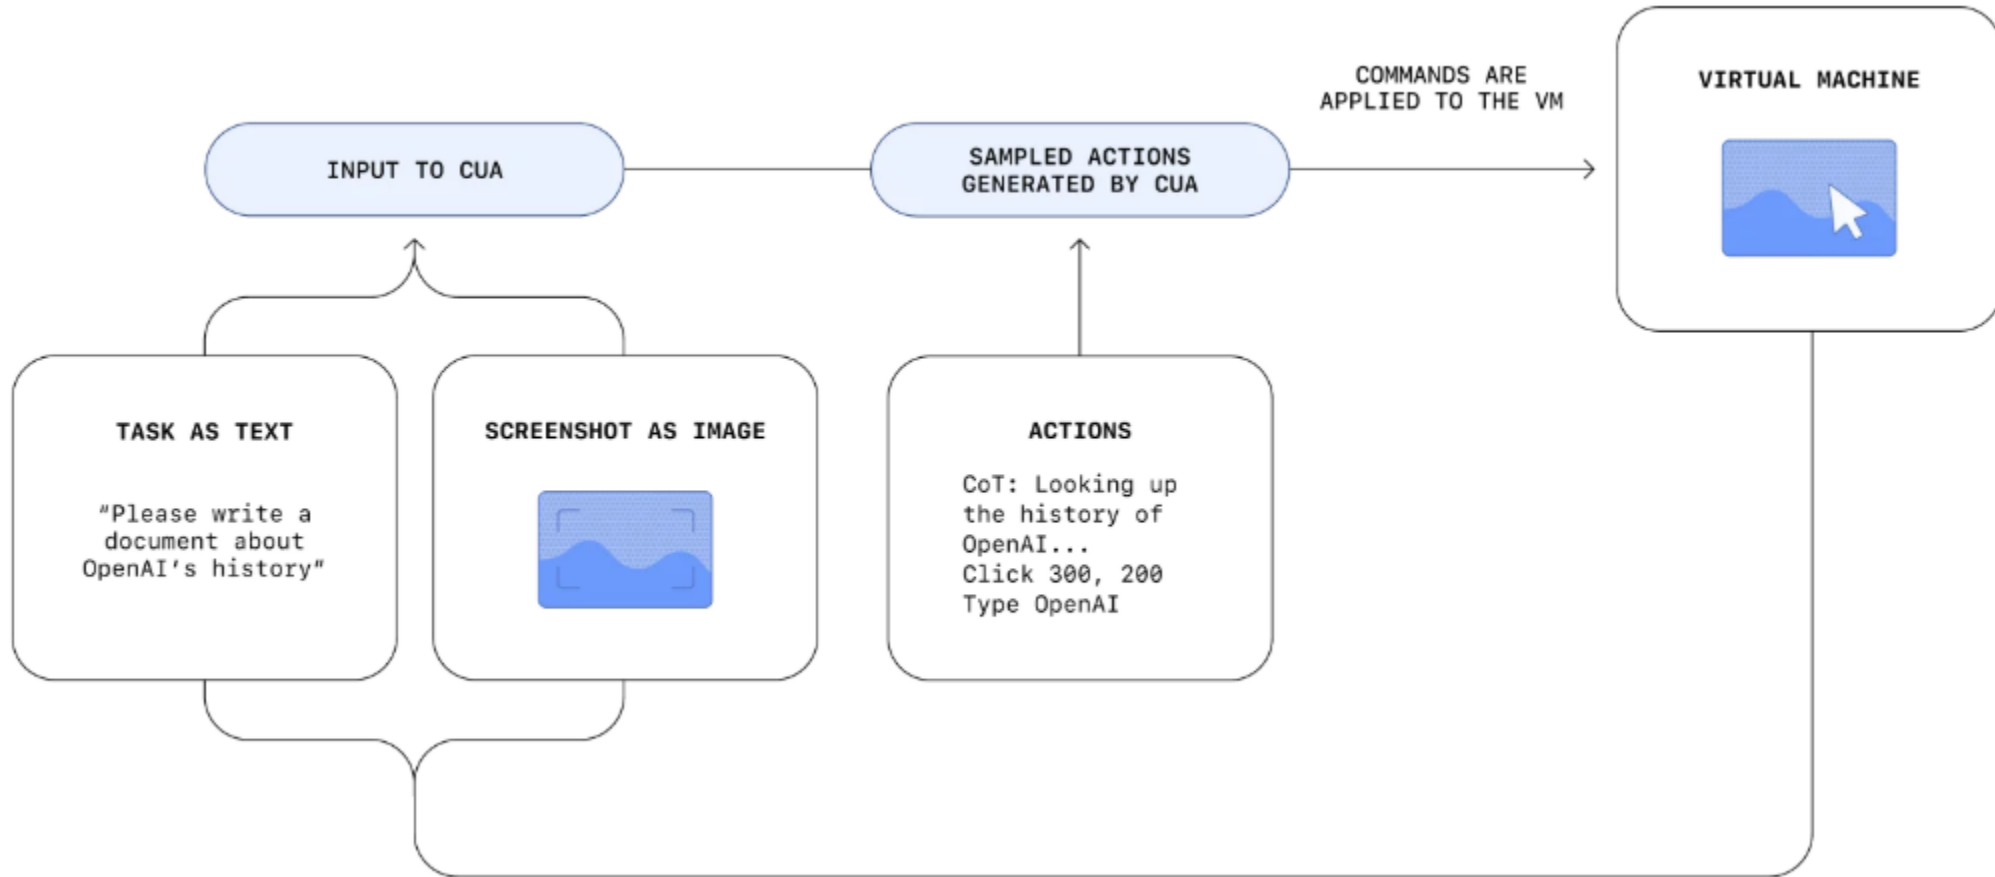 COMMANDS ARE
APPLIED TO THE VM
VIRTUAL MACHINE
INPUT TO CUA
SAMPLED ACTIONS
GENERATED BY CUA
TASK AS TEXT
“Please write a
document about
OpenAI’s history”
SCREENSHOT AS IMAGE
ACTIONS
CoT: Looking up
the history of
OpenAI...
Click 300, 200
Type OpenAI